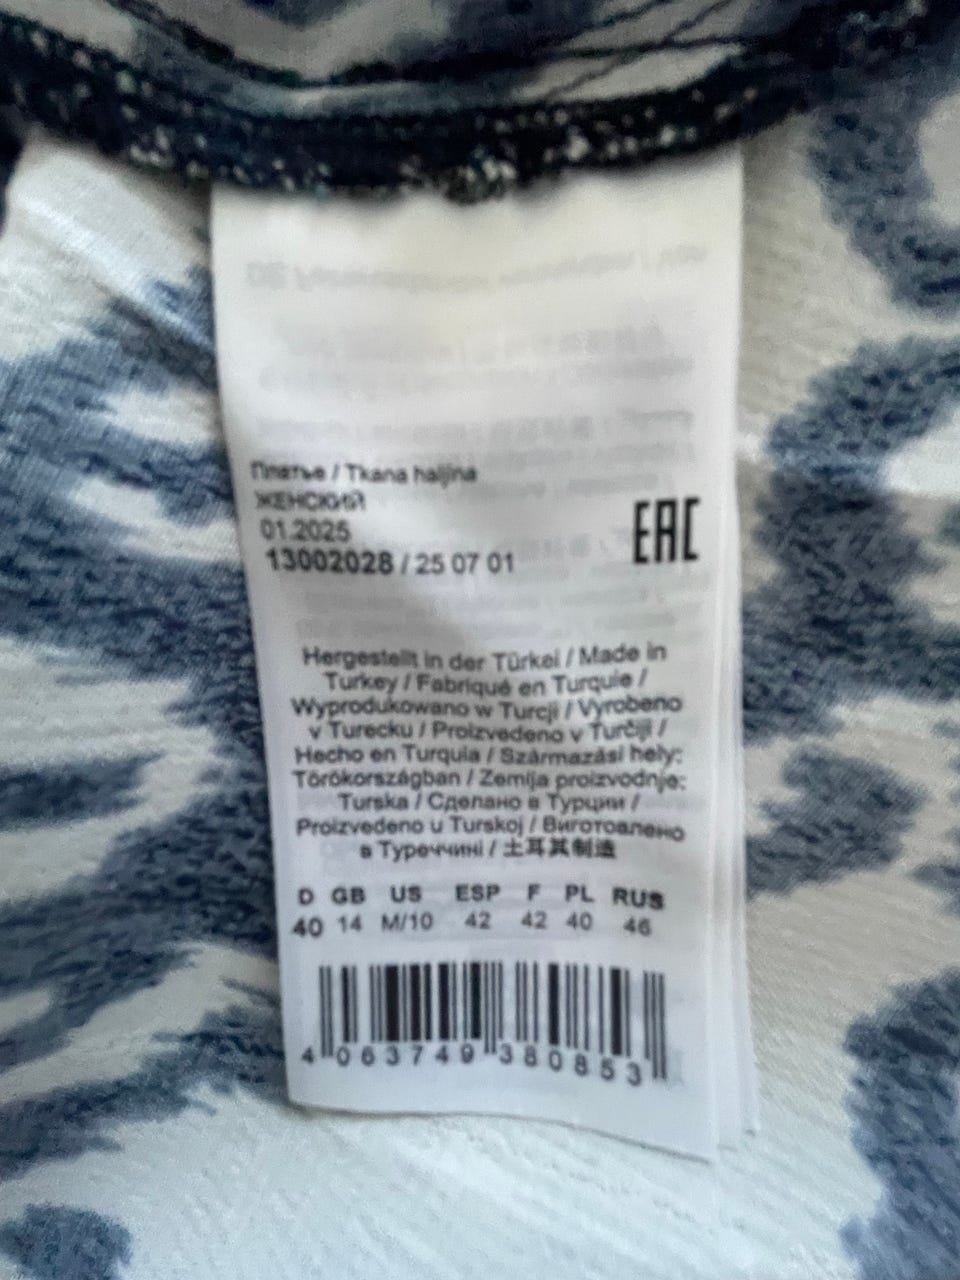 Платье / Tkana haljina
ЖЕНСКИЙ
01.2025
13002028 / 25 07 01
EAC
Hergestellt in der Türkei / Made in
Turkey / Fabriqué en Turquie /
Wyprodukowano w Turcji / Vyrobeno
v Turecku / Proizvedeno v Turčiji /
Hecho en Turquia / Származási hely:
Törökországban / Zemlja proizvodnje:
Turska / Сделано в Турции /
Proizvedeno u Turskoj / Виготовлено
в Туреччині / 土耳其制造
D GB US ESP F PL RUS
40 14 M/10 42 42 40 46
4 063749 380853